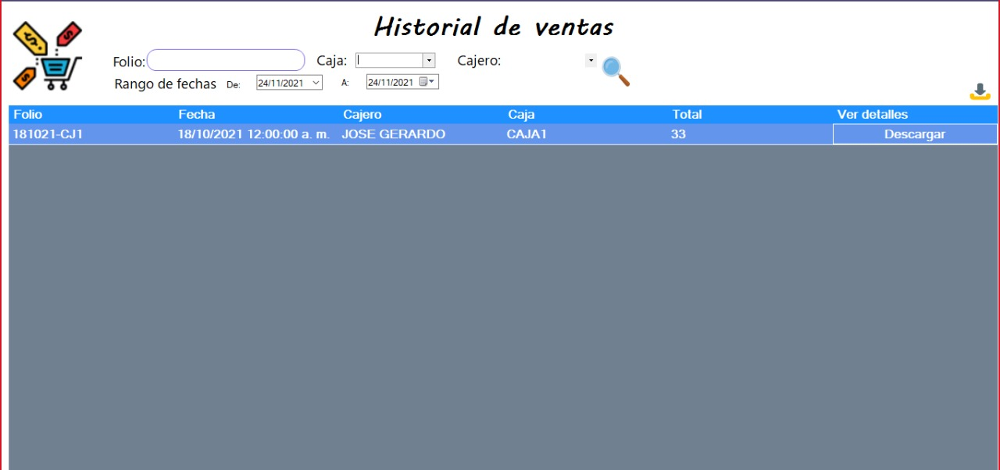 Historial de ventas
Folio: Caja: Cajero:
Rango de fechas De: 24/11/2021 A: 24/11/2021
Folio Fecha Cajero Caja Total Ver detalles
181021-CJ1 18/10/2021 12:00:00 a. m. JOSE GERARDO CAJA1 33 Descargar